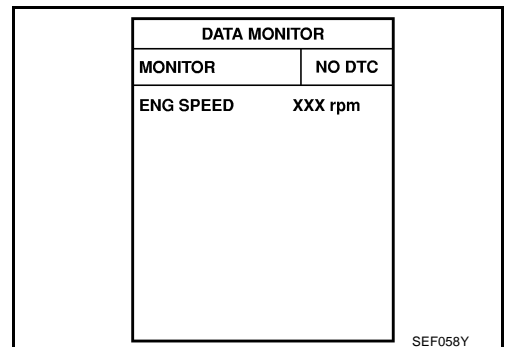 DATA MONITOR
MONITOR NO DTC
ENG SPEED XXX rpm
SEF058Y